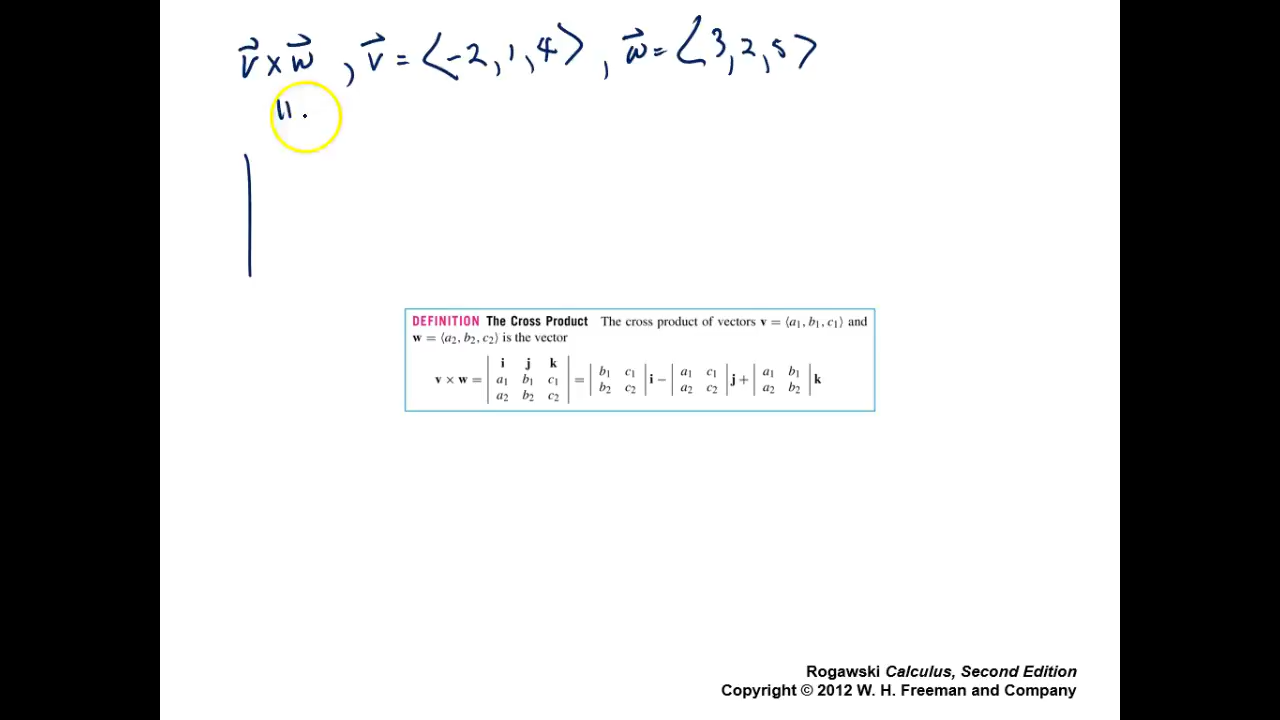 v⃗ × w⃗ , v⃗ = ⟨-2, 1, 4⟩ , w⃗ = ⟨3, 2, 5⟩
DEFINITION The Cross Product The cross product of vectors v = ⟨a₁, b₁, c₁⟩ and
w = ⟨a₂, b₂, c₂⟩ is the vector
v × w = | i j k ; a₁ b₁ c₁ ; a₂ b₂ c₂ | = | b₁ c₁ ; b₂ c₂ | i − | a₁ c₁ ; a₂ c₂ | j + | a₁ b₁ ; a₂ b₂ | k
Rogawski Calculus, Second Edition
Copyright © 2012 W. H. Freeman and Company